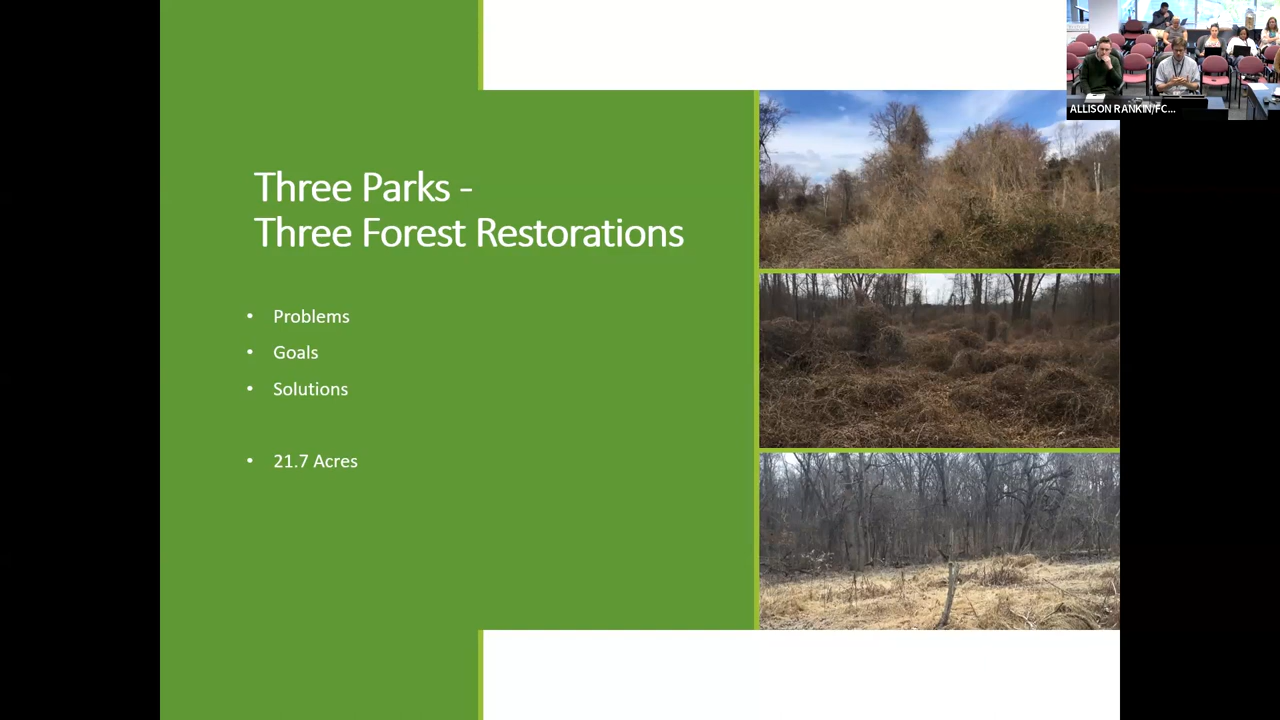 ALLISON RANKIN/FC...
Three Parks -
Three Forest Restorations
• Problems
• Goals
• Solutions
• 21.7 Acres